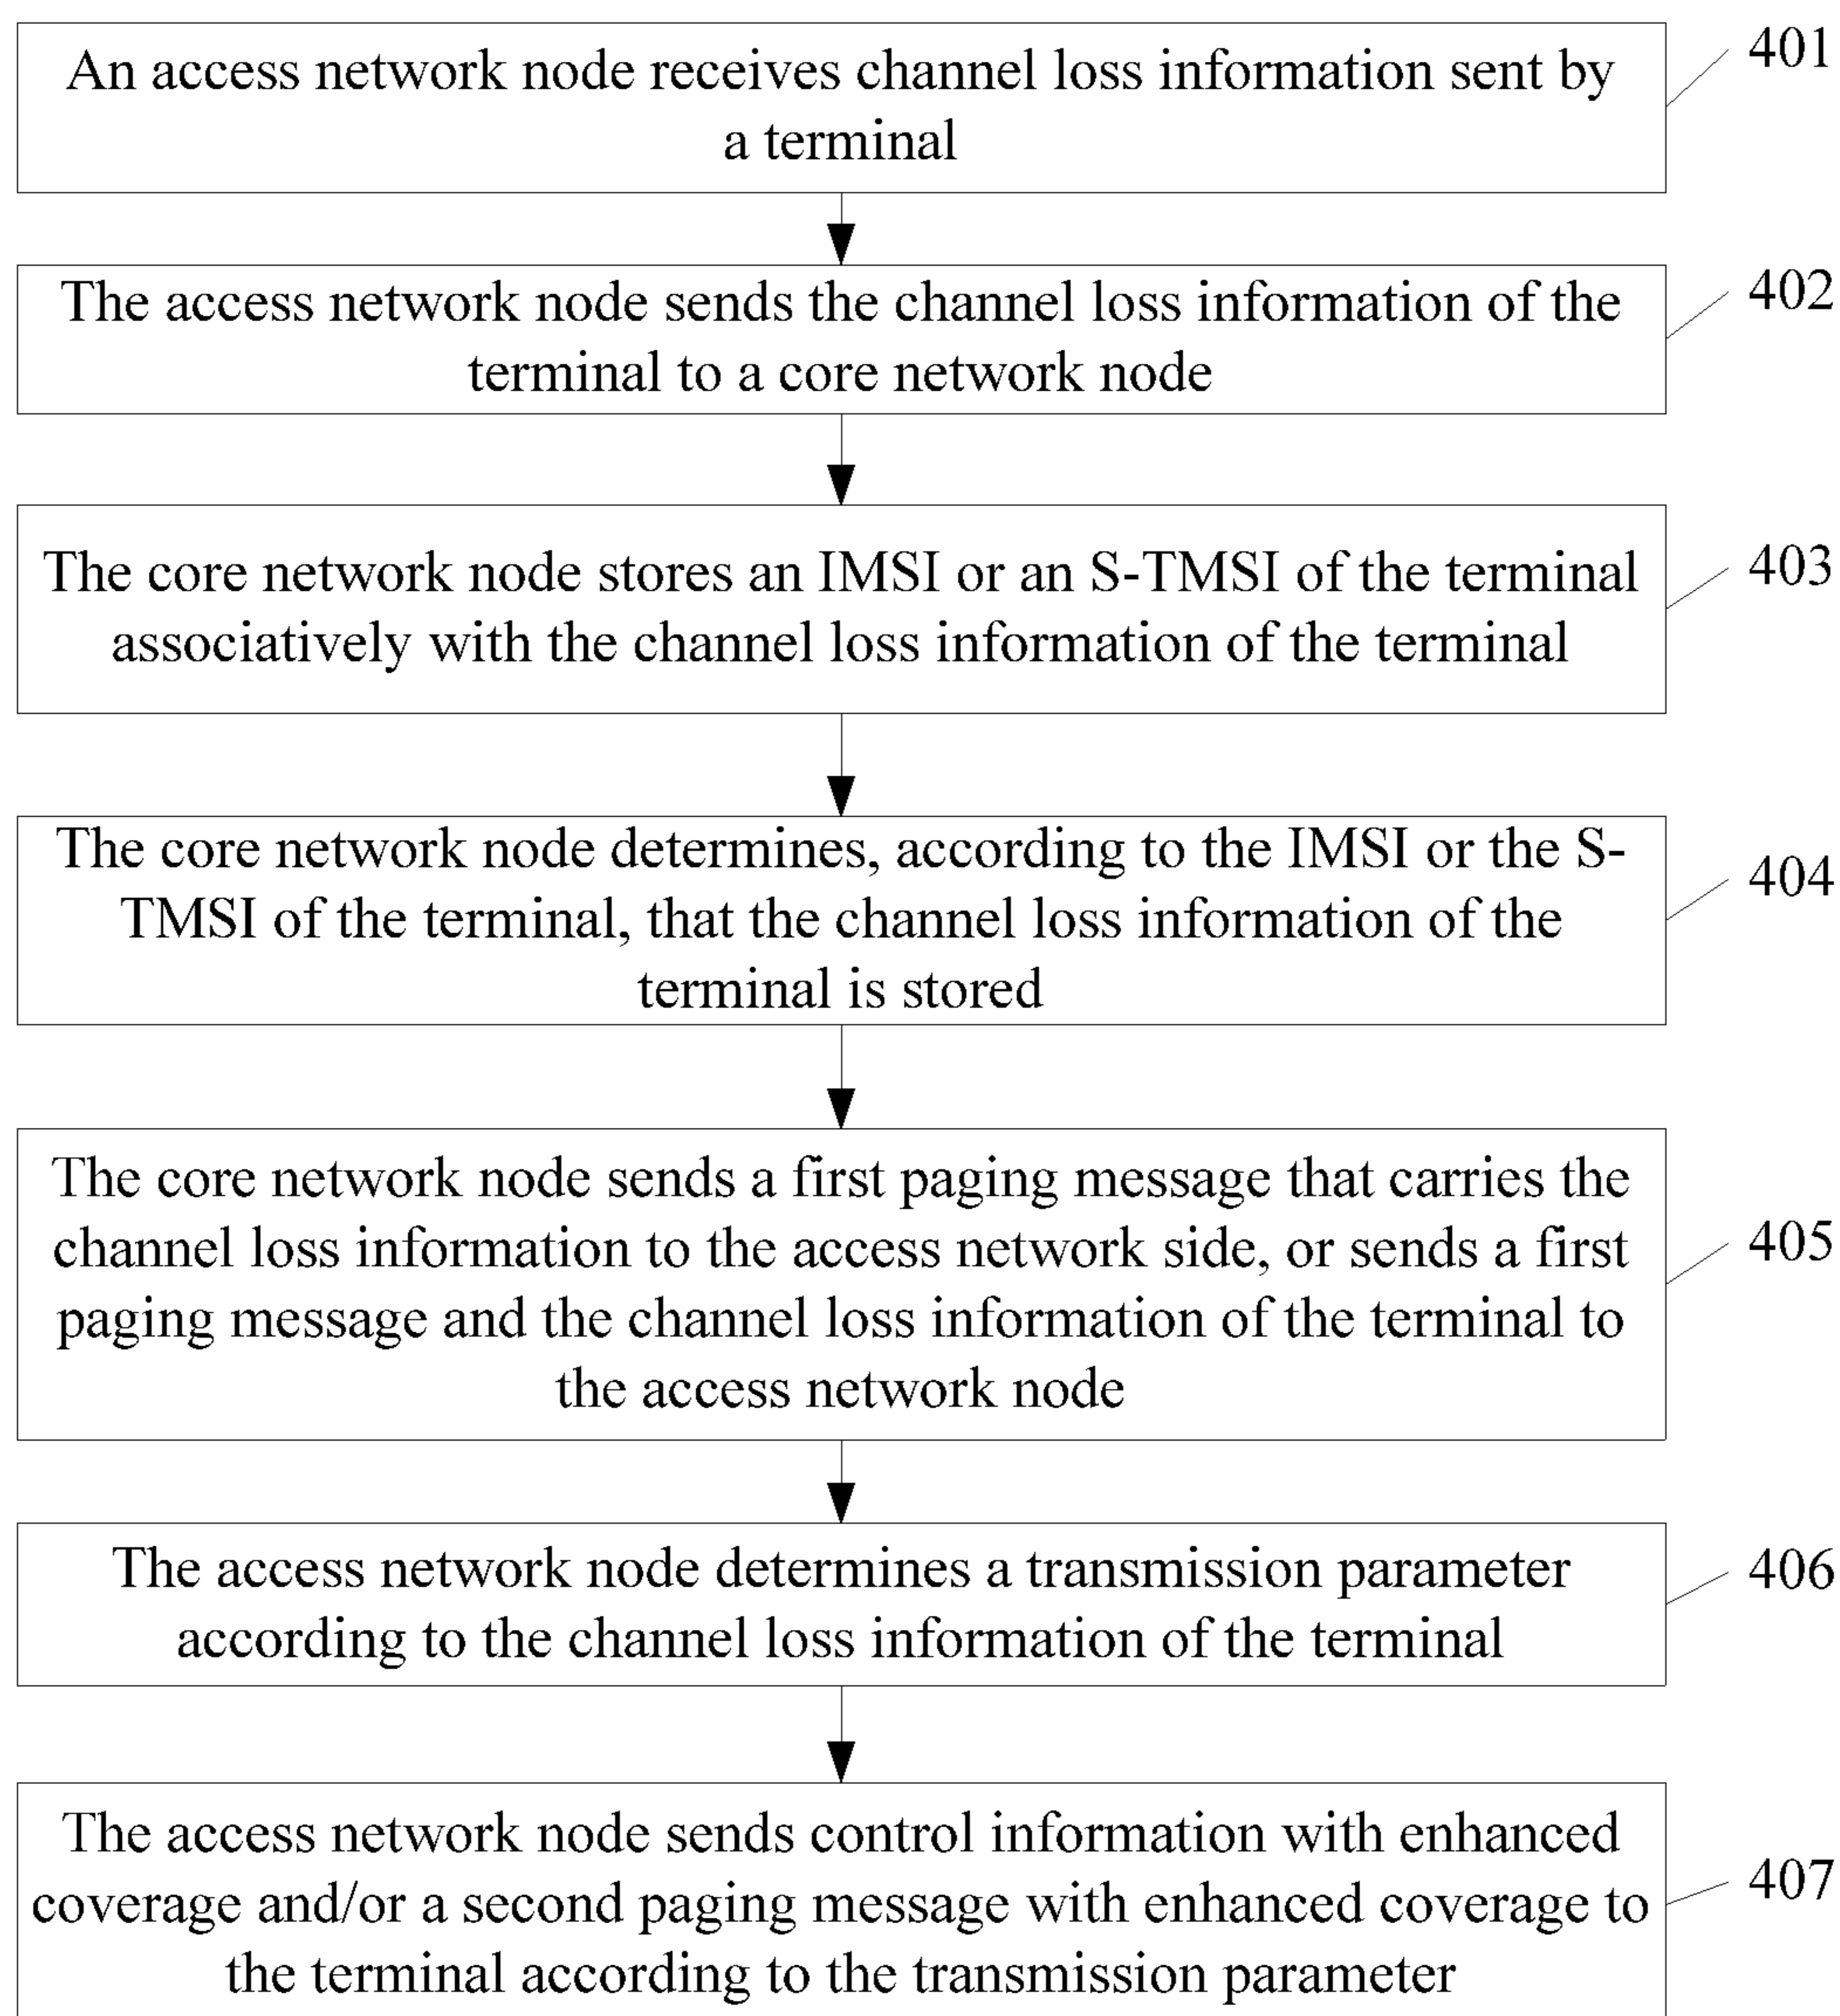 An access network node receives channel loss information sent by
a terminal
401
The access network node sends the channel loss information of the
terminal to a core network node
402
The core network node stores an IMSI or an S-TMSI of the terminal
associatively with the channel loss information of the terminal
403
The core network node determines, according to the IMSI or the S-
TMSI of the terminal, that the channel loss information of the
terminal is stored
404
The core network node sends a first paging message that carries the
channel loss information to the access network side, or sends a first
paging message and the channel loss information of the terminal to
the access network node
405
The access network node determines a transmission parameter
according to the channel loss information of the terminal
406
The access network node sends control information with enhanced
coverage and/or a second paging message with enhanced coverage to
the terminal according to the transmission parameter
407